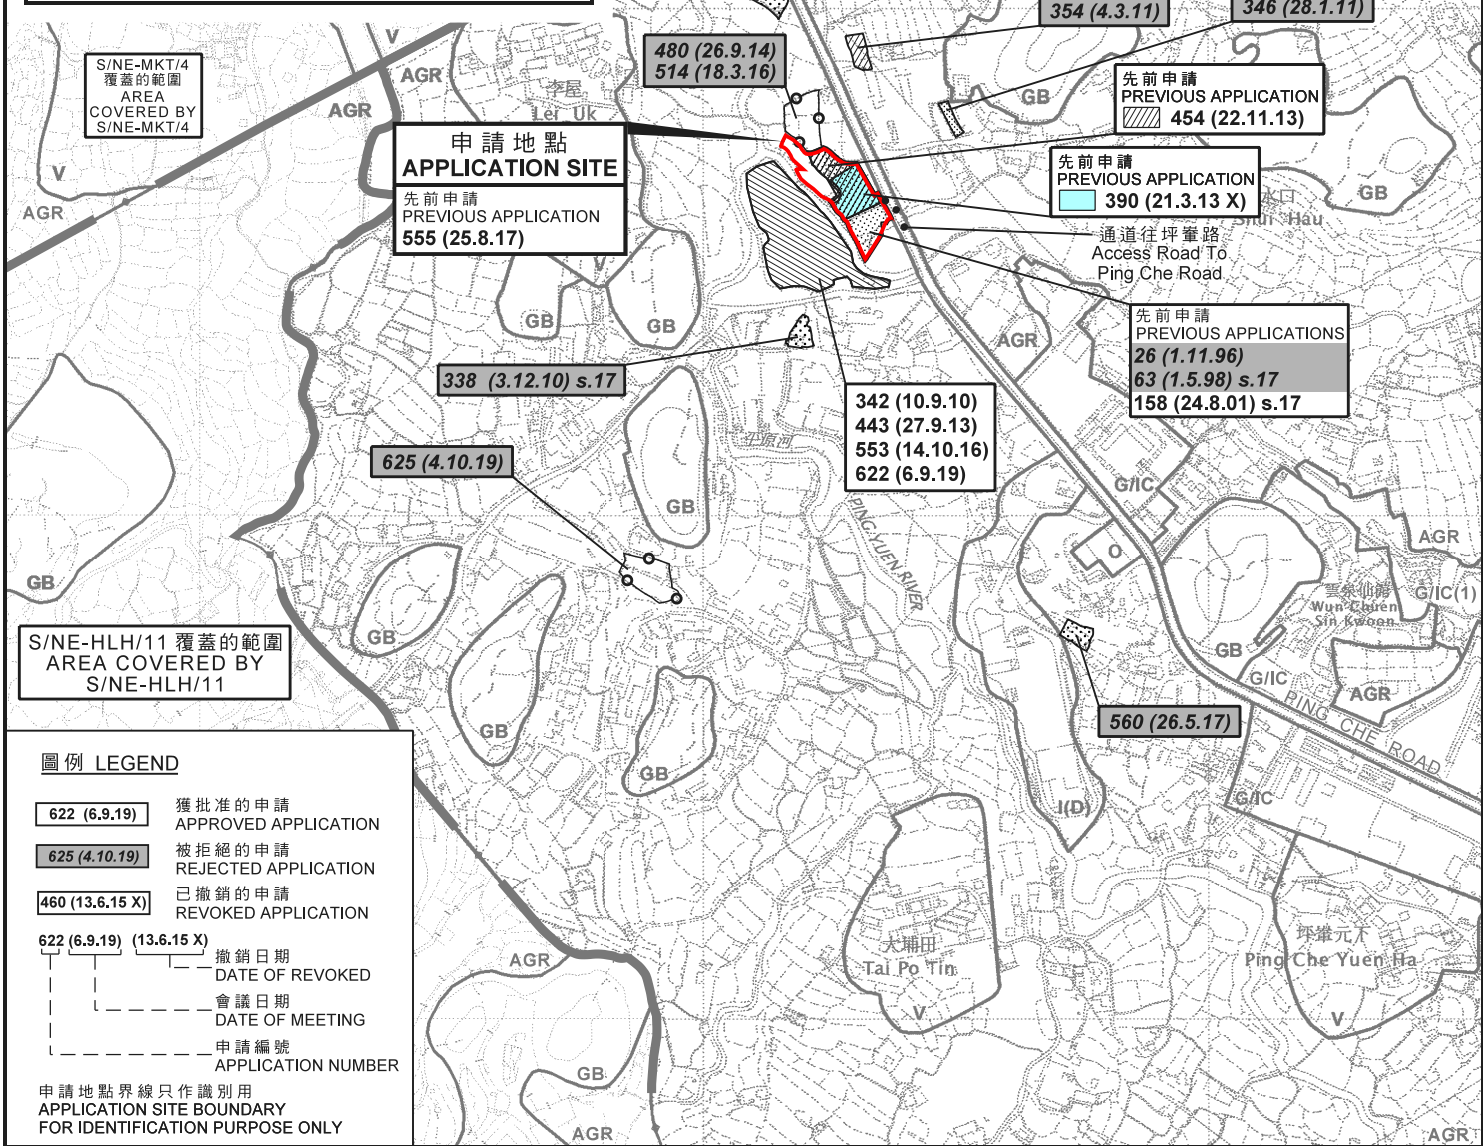 354 (4.3.11)
346 (28.1.11)
V
S/NE-MKT/4
覆蓋的範圍
AREA
COVERED BY
S/NE-MKT/4
AGR
AGR
480 (26.9.14)
514 (18.3.16)
李屋
Lei Uk
GB
先前申請
PREVIOUS APPLICATION
454 (22.11.13)
申請地點
APPLICATION SITE
先前申請
PREVIOUS APPLICATION
555 (25.8.17)
先前申請
PREVIOUS APPLICATION
390 (21.3.13 X)
V
AGR
GB
水口
Shui Hau
通道往坪輋路
Access Road To
Ping Che Road
V
GB
GB
先前申請
PREVIOUS APPLICATIONS
26 (1.11.96)
63 (1.5.98) s.17
158 (24.8.01) s.17
AGR
338 (3.12.10) s.17
342 (10.9.10)
443 (27.9.13)
553 (14.10.16)
622 (6.9.19)
平原河
PING YUEN RIVER
625 (4.10.19)
GB
G/IC
O
AGR
GB
雲泉仙館
Wun Chuen
Sin Kwoon
G/IC(1)
GB
S/NE-HLH/11 覆蓋的範圍
AREA COVERED BY
S/NE-HLH/11
GB
G/IC
AGR
PING CHE ROAD
560 (26.5.17)
GB
GB
G/IC
I(D)
圖例 LEGEND
622 (6.9.19)
獲批准的申請
APPROVED APPLICATION
625 (4.10.19)
被拒絕的申請
REJECTED APPLICATION
460 (13.6.15 X)
已撤銷的申請
REVOKED APPLICATION
622 (6.9.19) (13.6.15 X)
撤銷日期
DATE OF REVOKED
會議日期
DATE OF MEETING
申請編號
APPLICATION NUMBER
申請地點界線只作識別用
APPLICATION SITE BOUNDARY
FOR IDENTIFICATION PURPOSE ONLY
AGR
大埔田
Tai Po Tin
V
坪輋元下
Ping Che Yuen Ha
V
GB
AGR
AGR